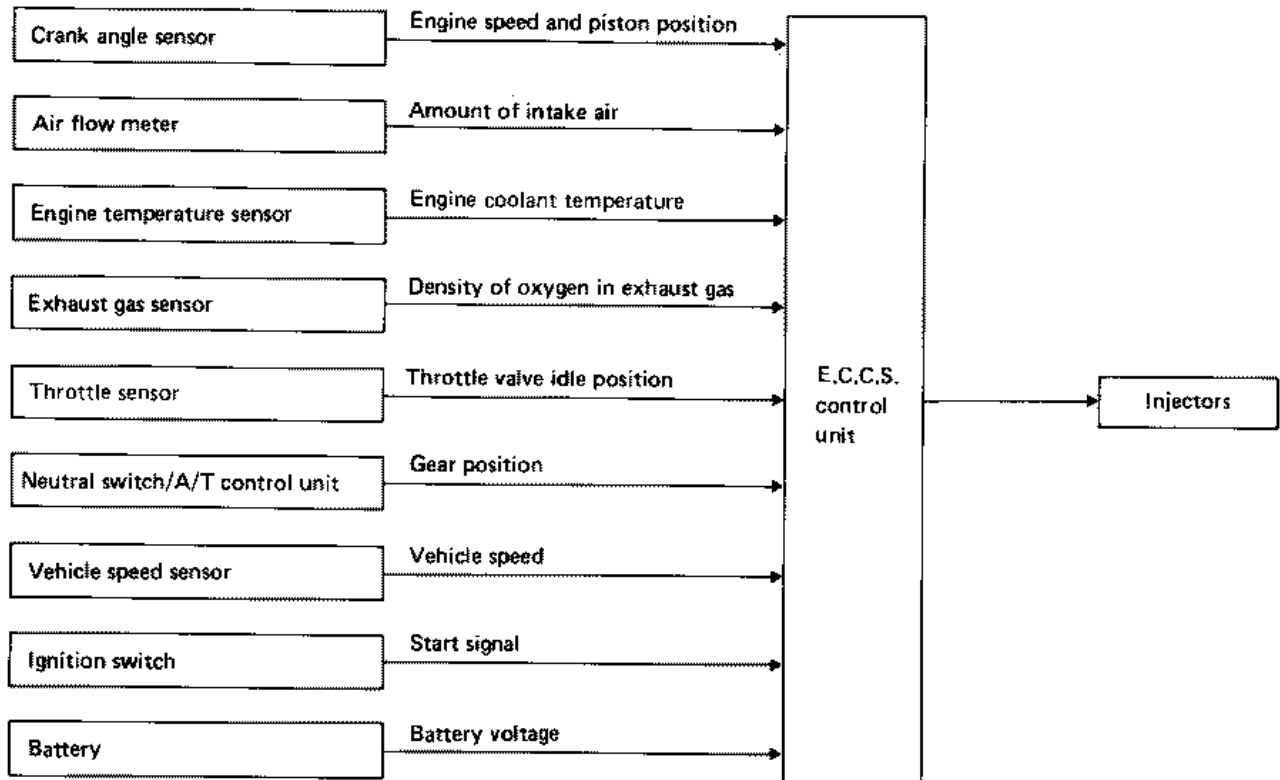 Crank angle sensor
Engine speed and piston position
Air flow meter
Amount of intake air
Engine temperature sensor
Engine coolant temperature
Exhaust gas sensor
Density of oxygen in exhaust gas
Throttle sensor
Throttle valve idle position
E.C.C.S.
control
unit
Injectors
Neutral switch/A/T control unit
Gear position
Vehicle speed sensor
Vehicle speed
Ignition switch
Start signal
Battery
Battery voltage